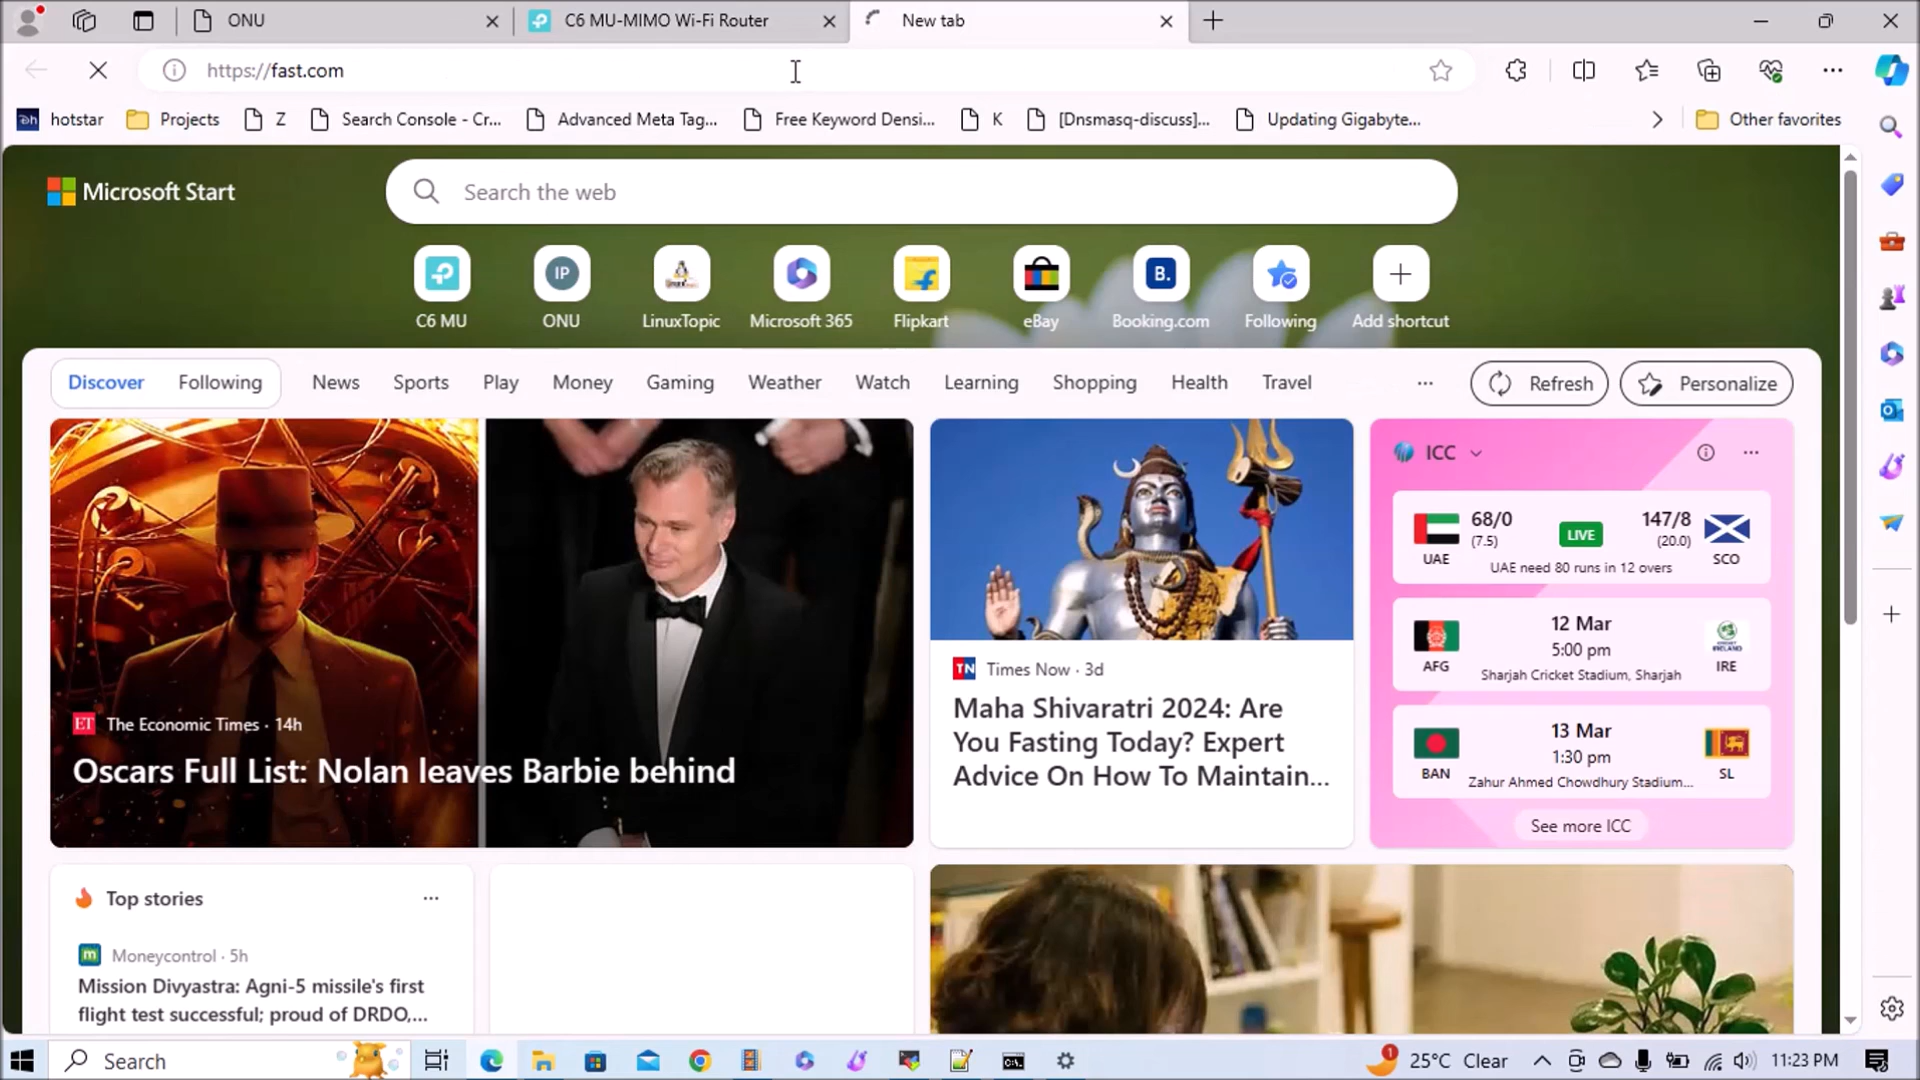 ONU
C6 MU-MIMO Wi-Fi Router
New tab
https://fast.com
hotstar
Projects
Z
Search Console - Cr...
Advanced Meta Tag...
Free Keyword Densi...
K
[Dnsmasq-discuss]...
Updating Gigabyte...
Other favorites
Microsoft Start
Search the web
IP
B.
C6 MU
ONU
LinuxTopic
Microsoft 365
Flipkart
eBay
Booking.com
Following
Add shortcut
Discover
Following
News
Sports
Play
Money
Gaming
Weather
Watch
Learning
Shopping
Health
Travel
Refresh
Personalize
ET The Economic Times · 14h
Oscars Full List: Nolan leaves Barbie behind
TN Times Now · 3d
Maha Shivaratri 2024: Are
You Fasting Today? Expert
Advice On How To Maintain...
ICC
68/0
(7.5)
UAE
LIVE
147/8
(20.0)
SCO
UAE need 80 runs in 12 overs
12 Mar
5:00 pm
AFG
IRE
Sharjah Cricket Stadium, Sharjah
13 Mar
1:30 pm
BAN
SL
Zahur Ahmed Chowdhury Stadium...
See more ICC
Top stories
m Moneycontrol · 5h
Mission Divyastra: Agni-5 missile's first
flight test successful; proud of DRDO,...
Search
1
25°C Clear
11:23 PM